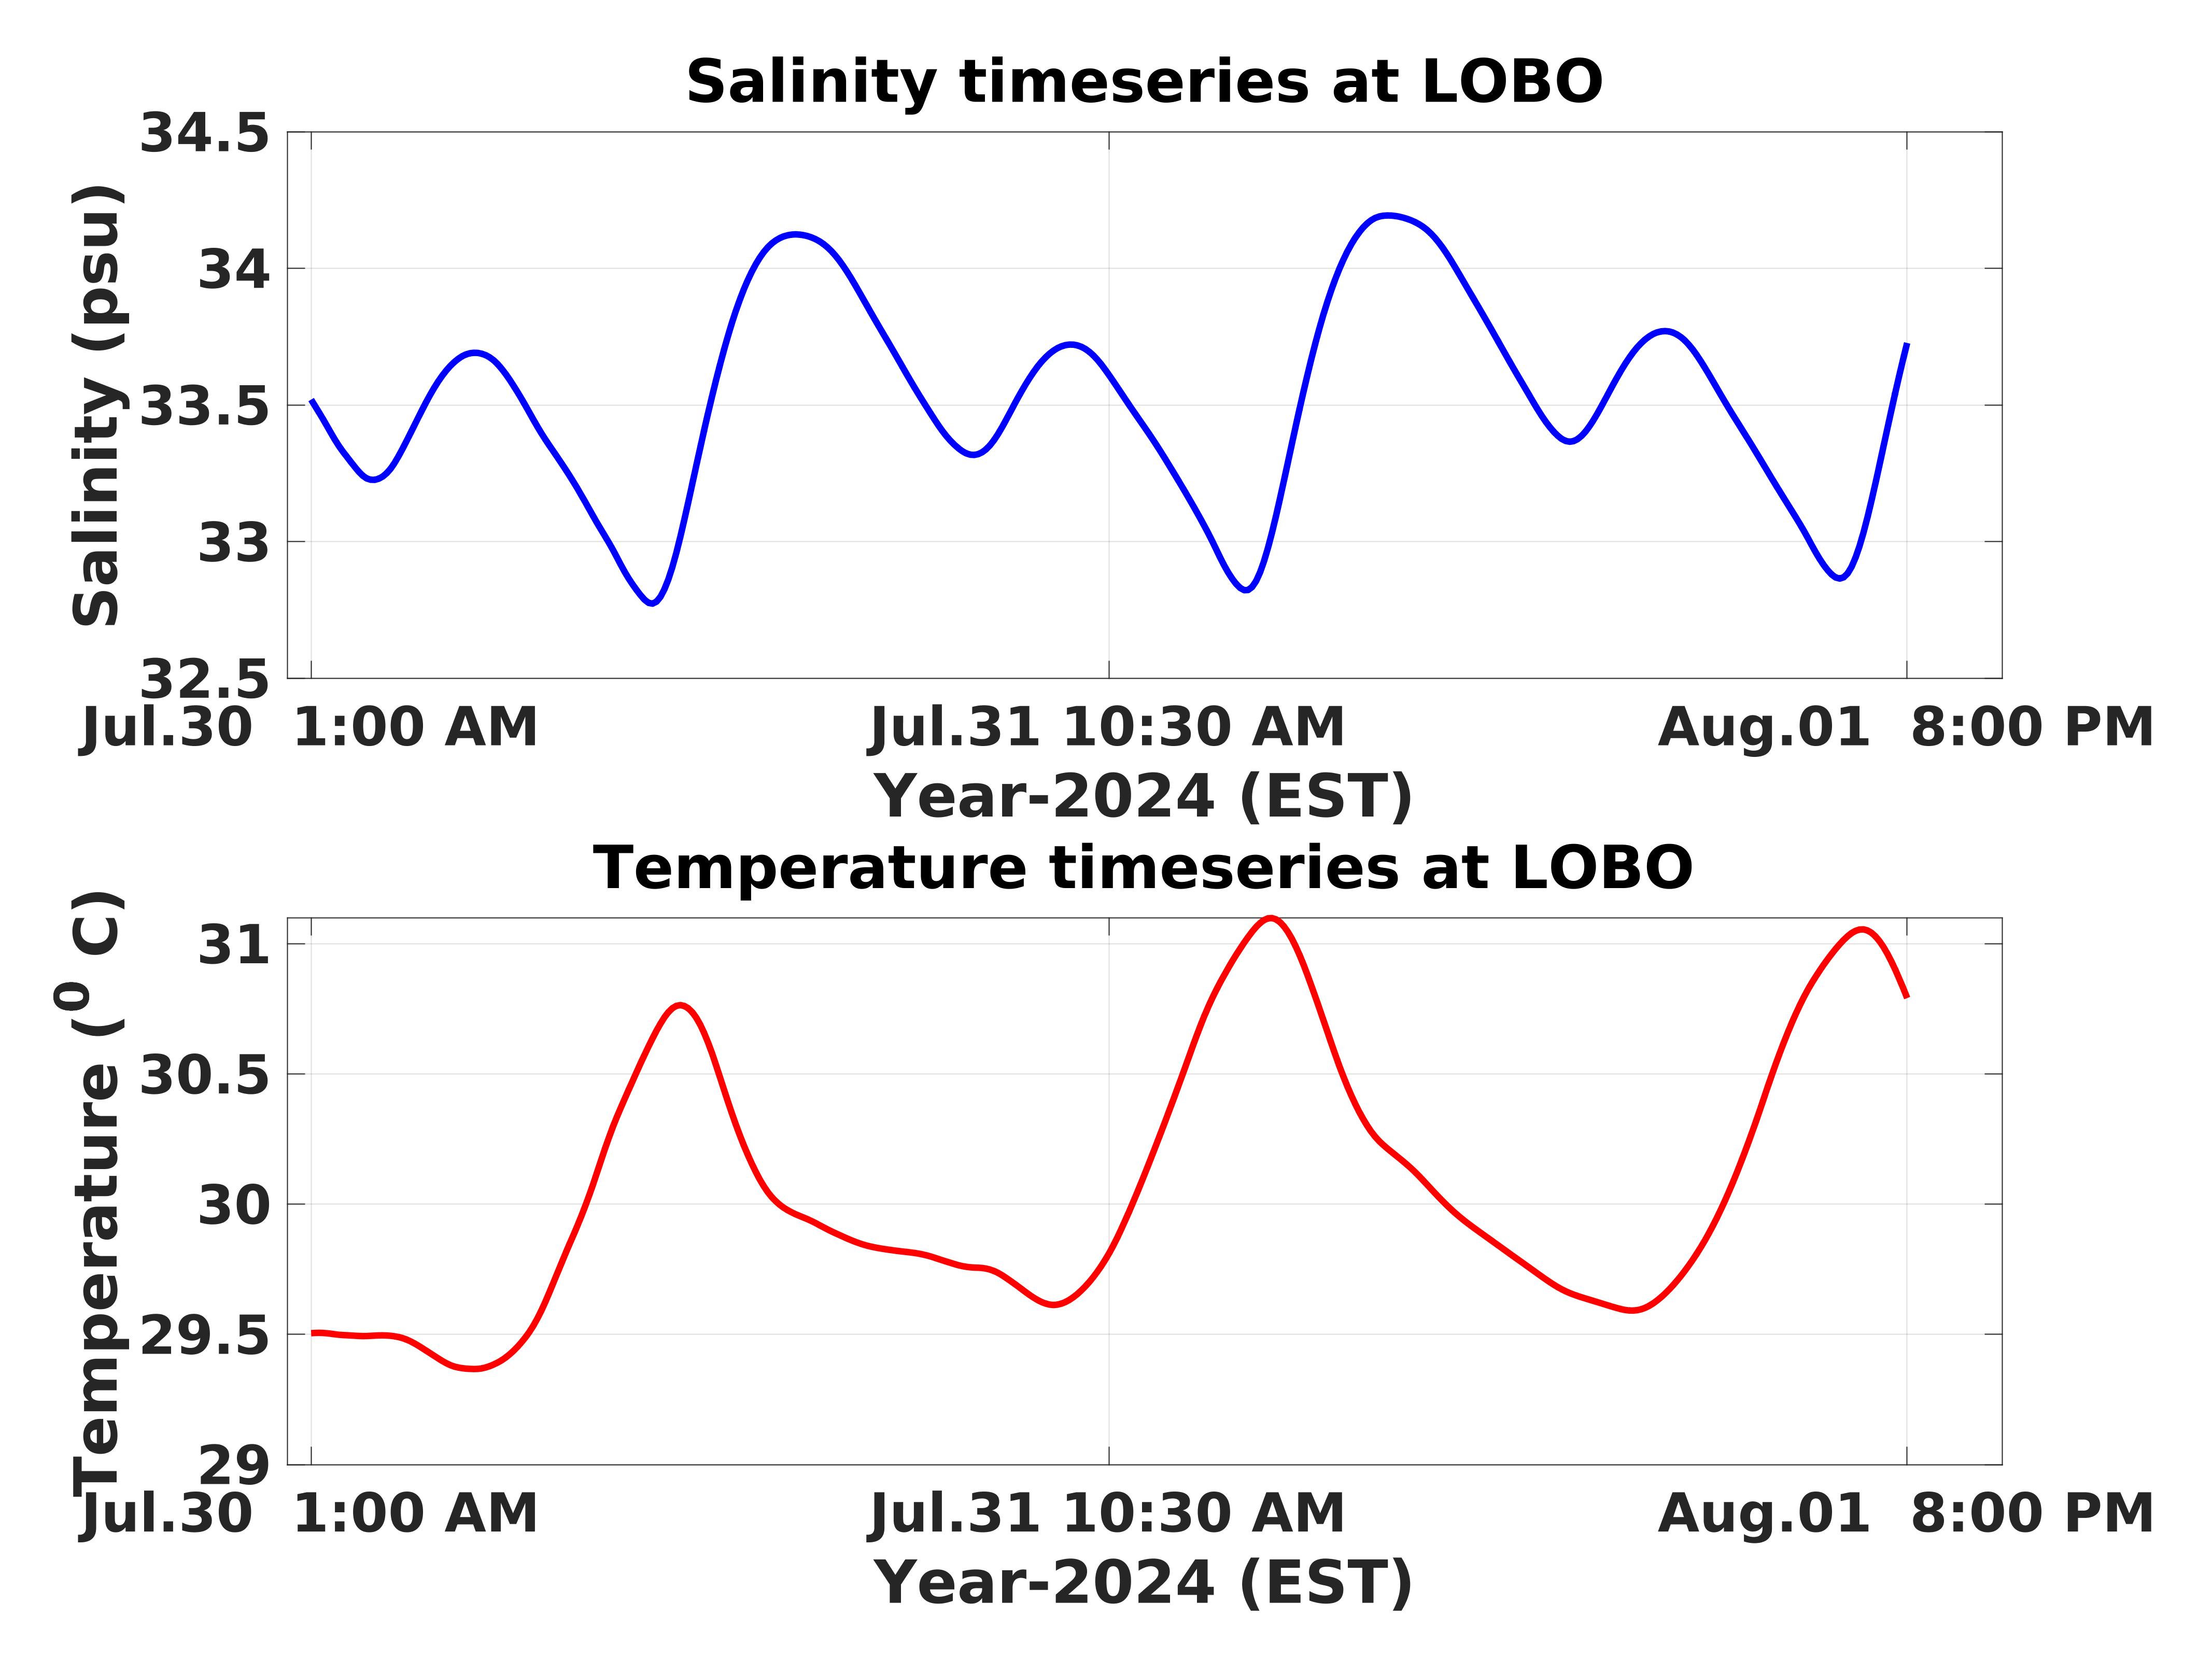 Salinity timeseries at LOBO
Salinity (psu)
34.5
34
33.5
33
32.5
Jul.30 1:00 AM
Jul.31 10:30 AM
Aug.01 8:00 PM
Year-2024 (EST)
Temperature timeseries at LOBO
Temperature (⁰ C)
31
30.5
30
29.5
29
Jul.30 1:00 AM
Jul.31 10:30 AM
Aug.01 8:00 PM
Year-2024 (EST)